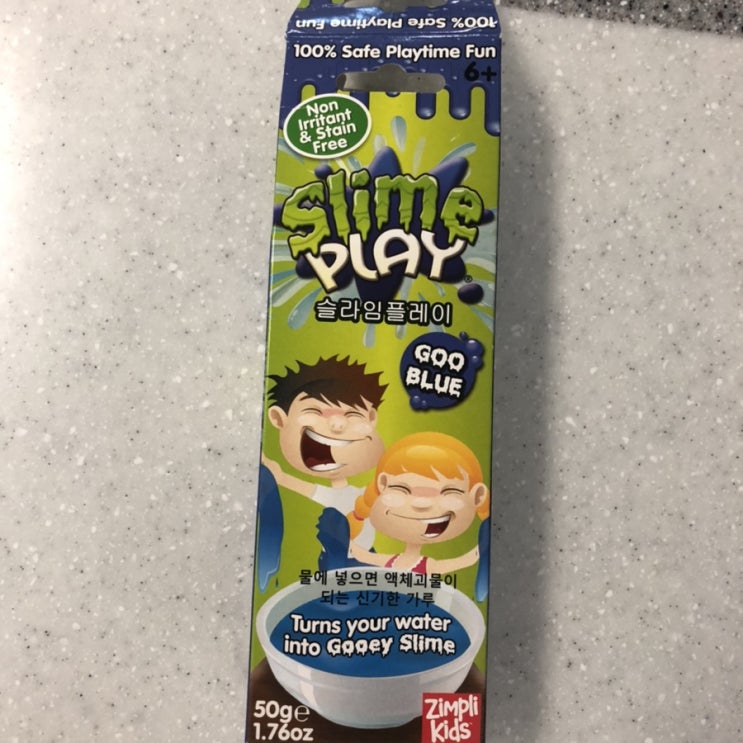 100% Safe Playtime Fun
100% Safe Playtime Fun
6+
Non
Irritant
& Stain
Free
Slime
PLAY®
슬라임플레이
GOO
BLUE
물에 넣으면 액체괴물이
되는 신기한 가루
Turns your water
into Gooey Slime
50g℮
1.76oz
Zimpli
Kids